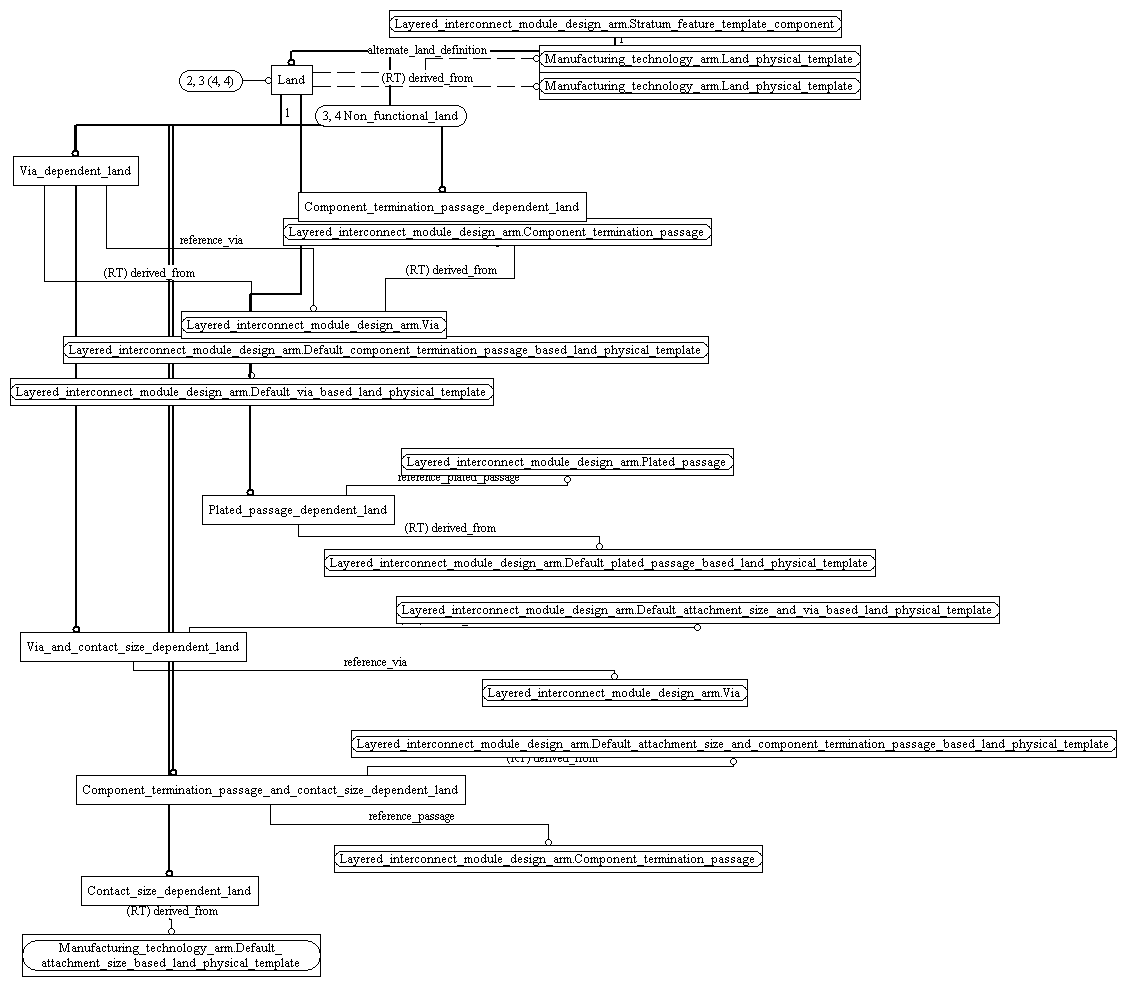 Layered_interconnect_module_design_arm.Stratum_feature_template_component
1
alternate_land_definition
Manufacturing_technology_arm.Land_physical_template
2, 3 (4, 4)
Land
(RT) derived_from
Manufacturing_technology_arm.Land_physical_template
1
3, 4 Non_functional_land
Via_dependent_land
Component_termination_passage_dependent_land
Layered_interconnect_module_design_arm.Component_termination_passage
reference_via
(RT) derived_from
(RT) derived_from
Layered_interconnect_module_design_arm.Via
Layered_interconnect_module_design_arm.Default_component_termination_passage_based_land_physical_template
Layered_interconnect_module_design_arm.Default_via_based_land_physical_template
Layered_interconnect_module_design_arm.Plated_passage
reference_plated_passage
Plated_passage_dependent_land
(RT) derived_from
Layered_interconnect_module_design_arm.Default_plated_passage_based_land_physical_template
Layered_interconnect_module_design_arm.Default_attachment_size_and_via_based_land_physical_template
Via_and_contact_size_dependent_land
reference_via
Layered_interconnect_module_design_arm.Via
Layered_interconnect_module_design_arm.Default_attachment_size_and_component_termination_passage_based_land_physical_template
(RT) derived_from
Component_termination_passage_and_contact_size_dependent_land
reference_passage
Layered_interconnect_module_design_arm.Component_termination_passage
Contact_size_dependent_land
(RT) derived_from
Manufacturing_technology_arm.Default_
attachment_size_based_land_physical_template